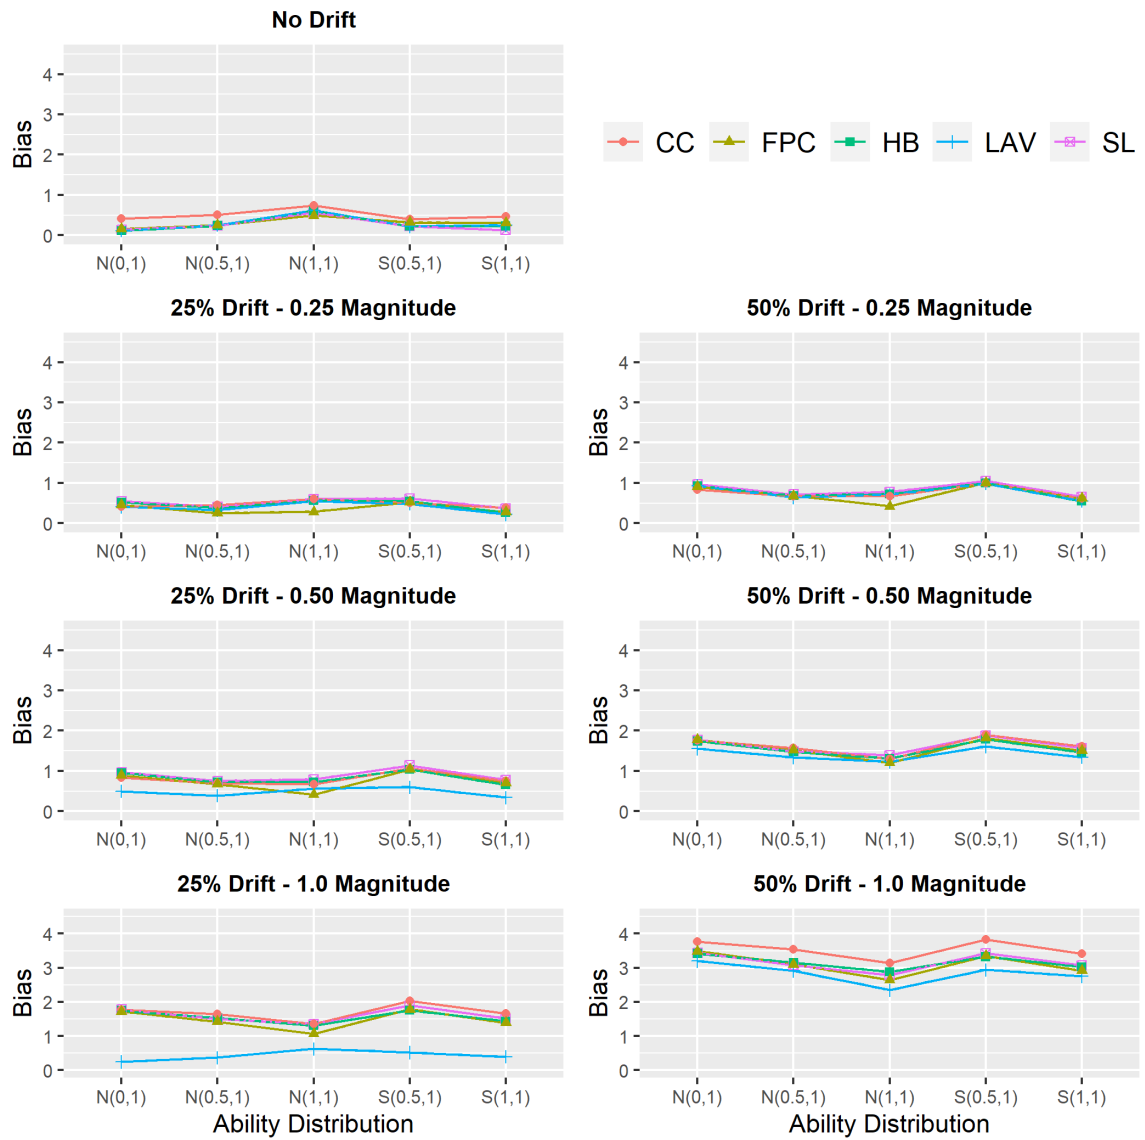 No Drift
4
3
2
1
0
Bias
N(0,1) N(0.5,1) N(1,1) S(0.5,1) S(1,1)
CC FPC HB LAV SL
25% Drift - 0.25 Magnitude
4
3
2
1
0
Bias
N(0,1) N(0.5,1) N(1,1) S(0.5,1) S(1,1)
50% Drift - 0.25 Magnitude
4
3
2
1
0
Bias
N(0,1) N(0.5,1) N(1,1) S(0.5,1) S(1,1)
25% Drift - 0.50 Magnitude
4
3
2
1
0
Bias
N(0,1) N(0.5,1) N(1,1) S(0.5,1) S(1,1)
50% Drift - 0.50 Magnitude
4
3
2
1
0
Bias
N(0,1) N(0.5,1) N(1,1) S(0.5,1) S(1,1)
25% Drift - 1.0 Magnitude
4
3
2
1
0
Bias
N(0,1) N(0.5,1) N(1,1) S(0.5,1) S(1,1)
Ability Distribution
50% Drift - 1.0 Magnitude
4
3
2
1
0
Bias
N(0,1) N(0.5,1) N(1,1) S(0.5,1) S(1,1)
Ability Distribution